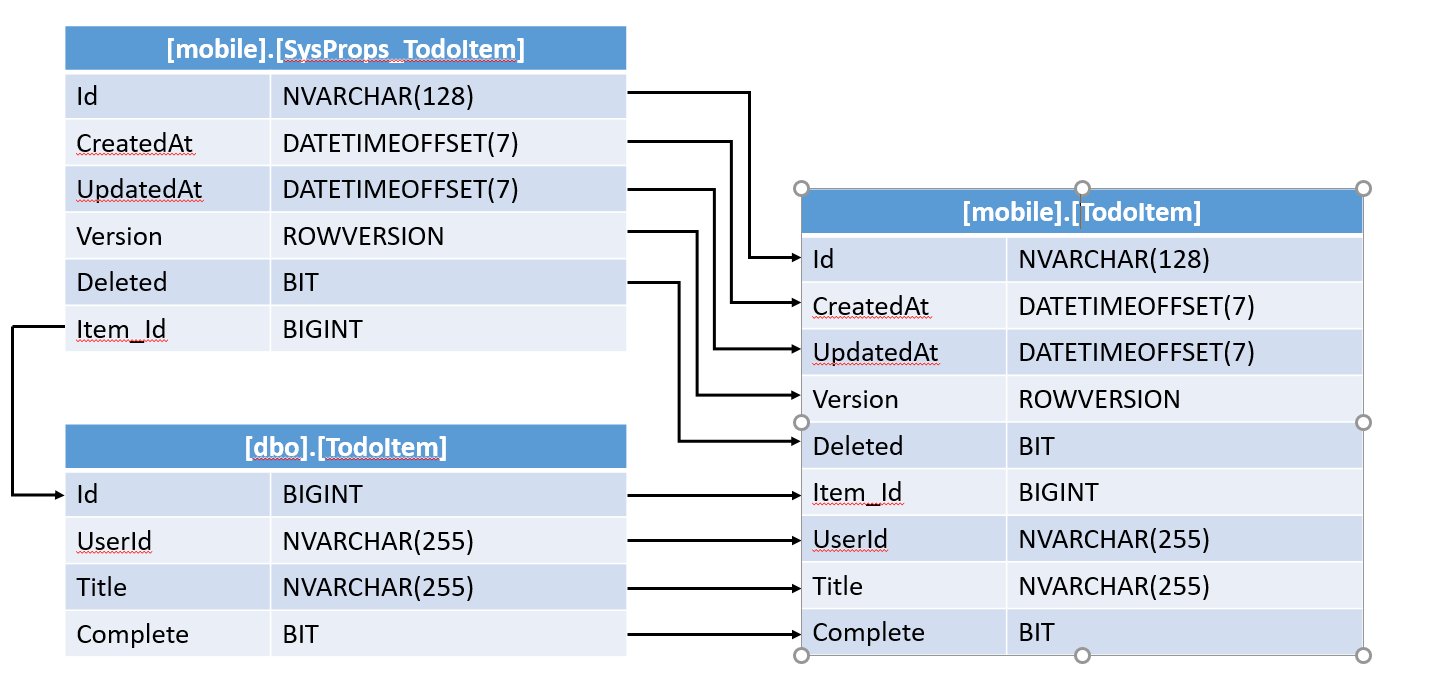 [mobile].[SysProps_TodoItem]
Id NVARCHAR(128)
CreatedAt DATETIMEOFFSET(7)
UpdatedAt DATETIMEOFFSET(7)
Version ROWVERSION
Deleted BIT
Item_Id BIGINT
[dbo].[TodoItem]
Id BIGINT
UserId NVARCHAR(255)
Title NVARCHAR(255)
Complete BIT
[mobile].[TodoItem]
Id NVARCHAR(128)
CreatedAt DATETIMEOFFSET(7)
UpdatedAt DATETIMEOFFSET(7)
Version ROWVERSION
Deleted BIT
Item_Id BIGINT
UserId NVARCHAR(255)
Title NVARCHAR(255)
Complete BIT